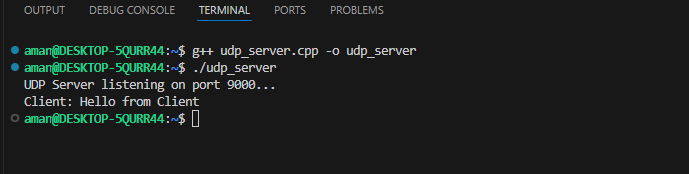 OUTPUT DEBUG CONSOLE TERMINAL PORTS PROBLEMS
aman@DESKTOP-5QURR44:~$ g++ udp_server.cpp -o udp_server
aman@DESKTOP-5QURR44:~$ ./udp_server
UDP Server listening on port 9000...
Client: Hello from Client
aman@DESKTOP-5QURR44:~$